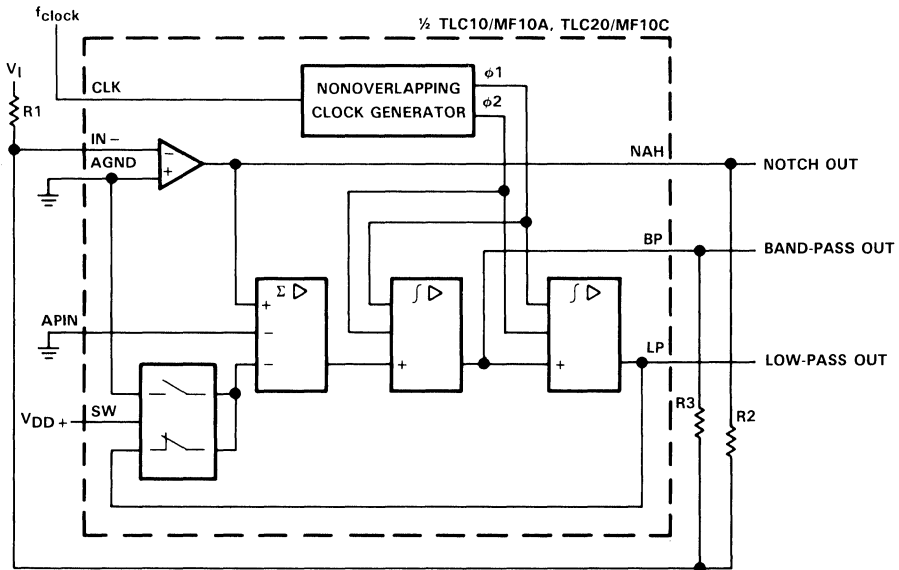 fclock
½ TLC10/MF10A, TLC20/MF10C
VI
R1
CLK
NONOVERLAPPING
CLOCK GENERATOR
ϕ1
ϕ2
IN −
AGND
−
+
NAH
NOTCH OUT
BP
BAND-PASS OUT
Σ ▷
∫ ▷
∫ ▷
APIN
+
−
−
+
+
LP
LOW-PASS OUT
VDD +
SW
R3
R2